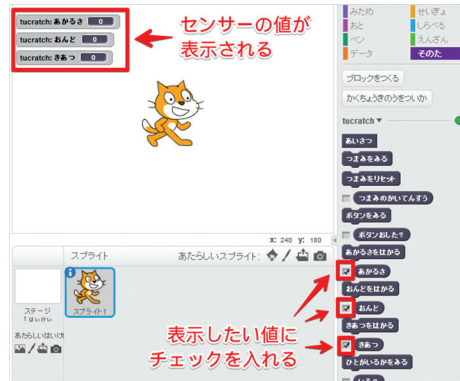 tucratch: あかるさ 0
tucratch: おんど 0
tucratch: きあつ 0
センサーの値が
表示される
みため
せいぎょ
おと
しらべる
ペン
えんざん
データ
そのた
ブロックをつくる
かくちょうきのうをついか
tucratch
あいさつ
つまみをみる
つまみをリセット
つまみのかいてんすう
ボタンをみる
ボタンおした?
あかるさをはかる
あかるさ
おんどをはかる
おんど
きあつをはかる
きあつ
ひとがいるかをみる
X: 240 y: 180
スプライト
あたらしいスプライト:
ステージ
1 はいけい
スプライト1
あたらしいはいけ
表示したい値に
チェックを入れる